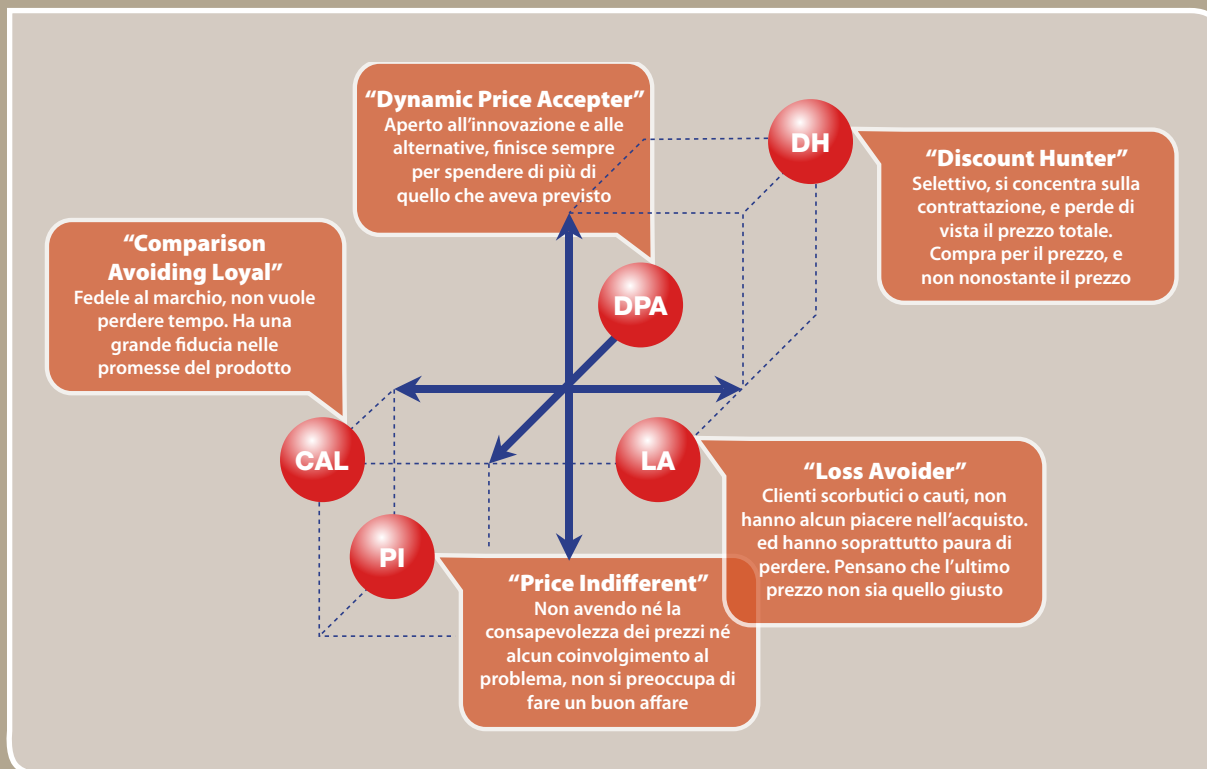 “Dynamic Price Accepter”
Aperto all’innovazione e alle
alternative, finisce sempre
per spendere di più di
quello che aveva previsto
DH
“Discount Hunter”
Selettivo, si concentra sulla
contrattazione, e perde di
vista il prezzo totale.
Compra per il prezzo, e
non nonostante il prezzo
“Comparison
Avoiding Loyal”
Fedele al marchio, non vuole
perdere tempo. Ha una
grande fiducia nelle
promesse del prodotto
DPA
CAL
LA
“Loss Avoider”
Clienti scorbutici o cauti, non
hanno alcun piacere nell’acquisto.
ed hanno soprattutto paura di
perdere. Pensano che l’ultimo
prezzo non sia quello giusto
PI
“Price Indifferent”
Non avendo né la
consapevolezza dei prezzi né
alcun coinvolgimento al
problema, non si preoccupa di
fare un buon affare